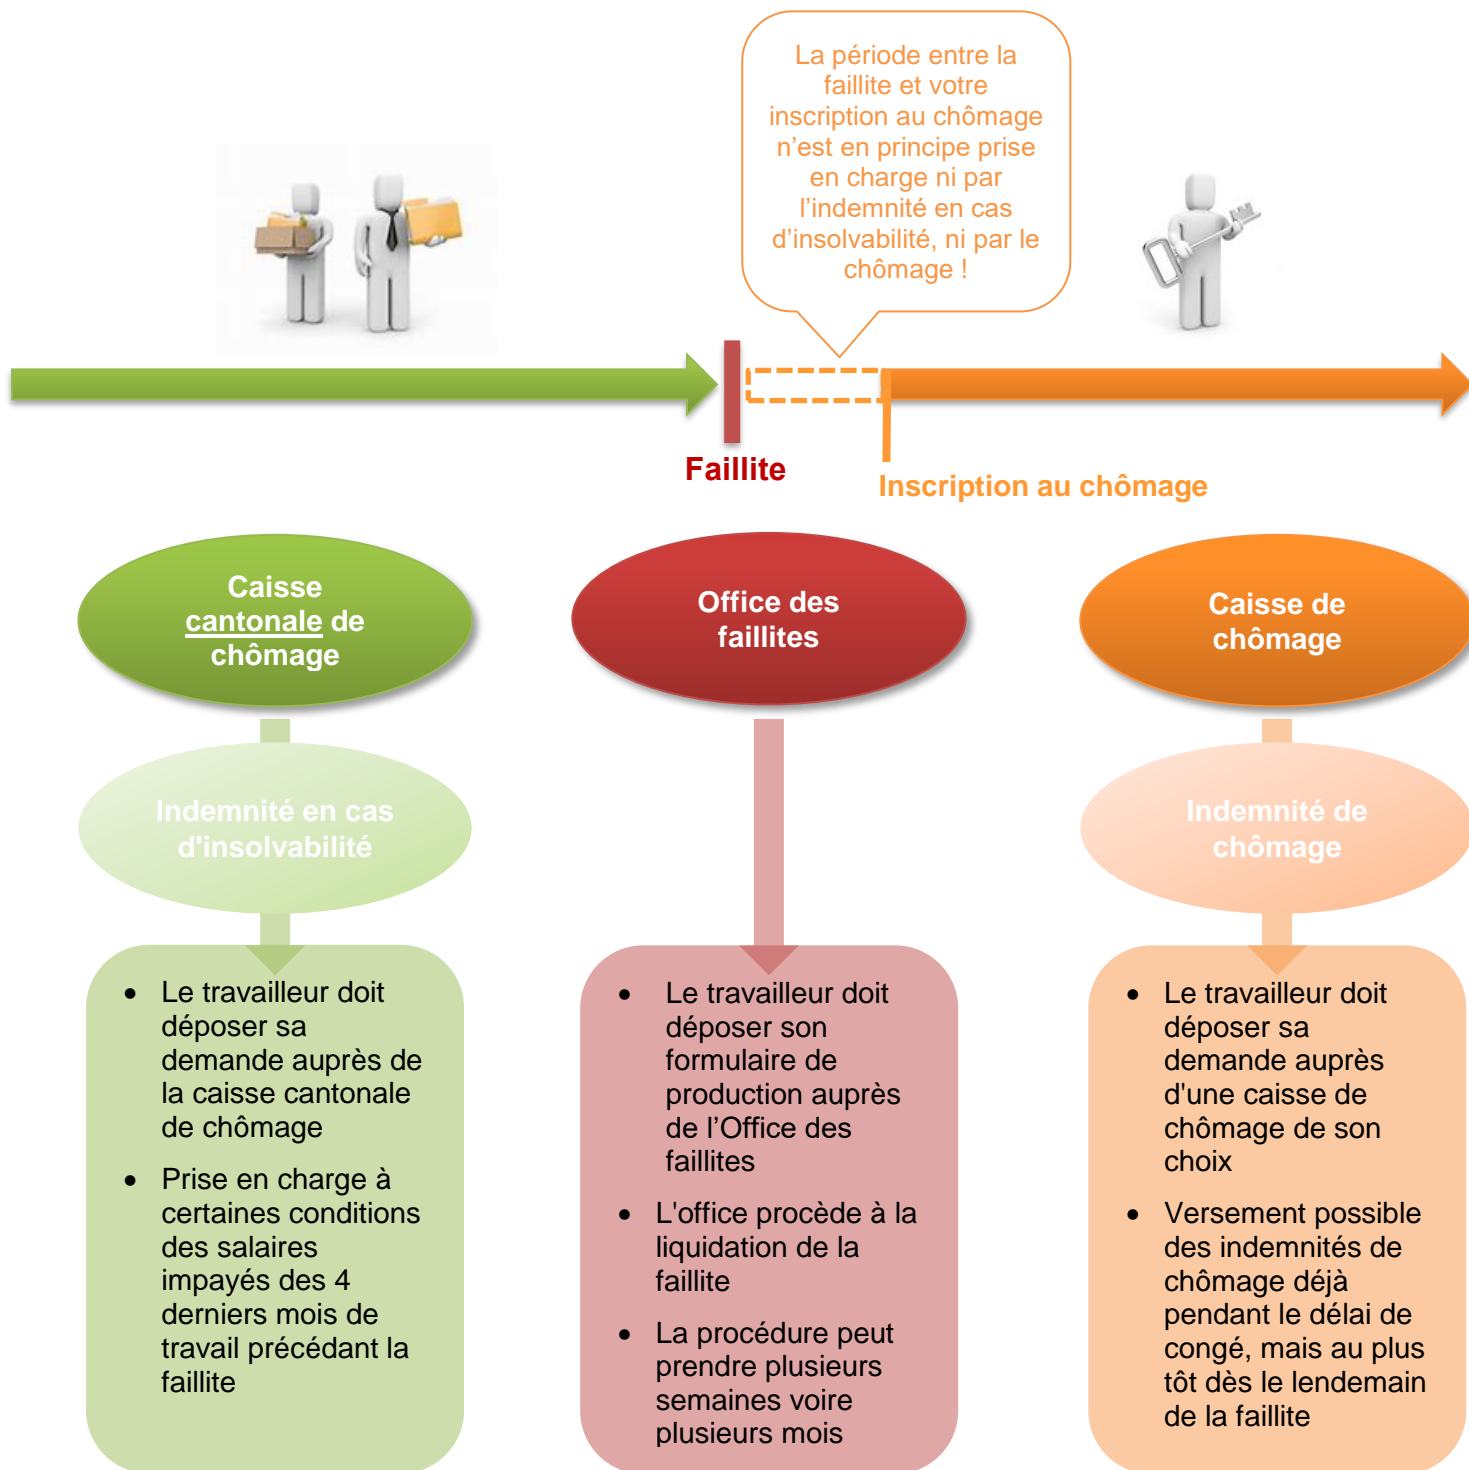 La période entre la
faillite et votre
inscription au chômage
n’est en principe prise
en charge ni par
l’indemnité en cas
d’insolvabilité, ni par le
chômage !
Faillite
Inscription au chômage
Caisse
cantonale de
chômage
Office des
faillites
Caisse de
chômage
Indemnité en cas
d'insolvabilité
Indemnité de
chômage
• Le travailleur doit
déposer sa
demande auprès de
la caisse cantonale
de chômage
• Prise en charge à
certaines conditions
des salaires
impayés des 4
derniers mois de
travail précédant la
faillite
• Le travailleur doit
déposer son
formulaire de
production auprès
de l’Office des
faillites
• L'office procède à la
liquidation de la
faillite
• La procédure peut
prendre plusieurs
semaines voire
plusieurs mois
• Le travailleur doit
déposer sa
demande auprès
d'une caisse de
chômage de son
choix
• Versement possible
des indemnités de
chômage déjà
pendant le délai de
congé, mais au plus
tôt dès le lendemain
de la faillite